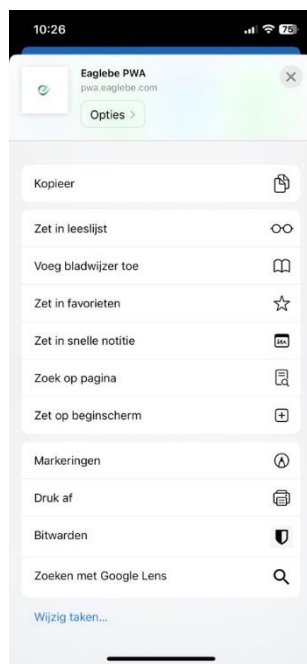 10:26
75
Eaglebe PWA
pwa.eaglebe.com
Opties >
Kopieer
Zet in leeslijst
Voeg bladwijzer toe
Zet in favorieten
Zet in snelle notitie
Zoek op pagina
Zet op beginscherm
Markeringen
Druk af
Bitwarden
Zoeken met Google Lens
Wijzig taken...